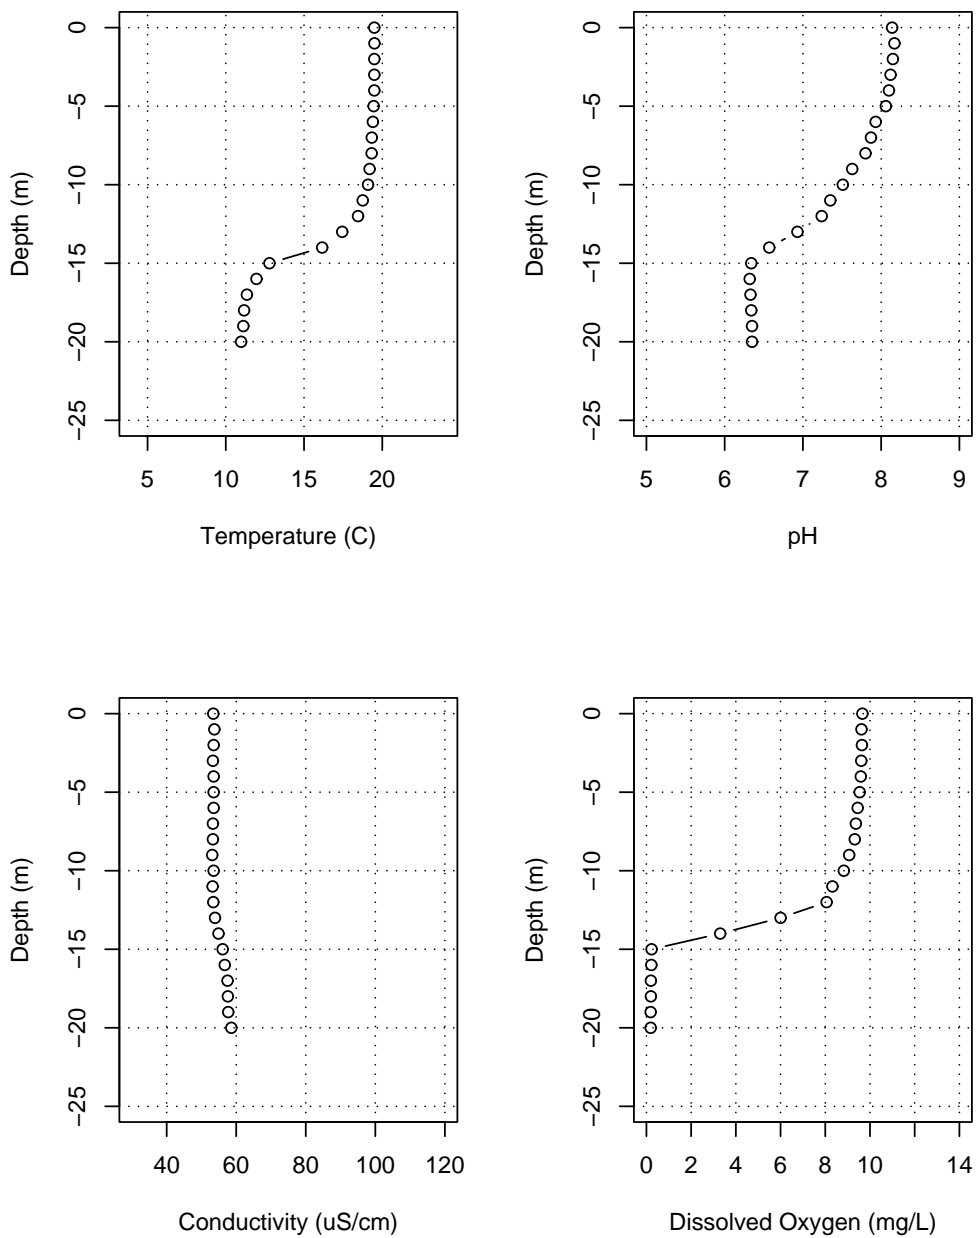 0
−5
−10
−15
−20
−25
Depth (m)
5 10 15 20
Temperature (C)
0
−5
−10
−15
−20
−25
Depth (m)
5 6 7 8 9
pH
0
−5
−10
−15
−20
−25
Depth (m)
40 60 80 100 120
Conductivity (uS/cm)
0
−5
−10
−15
−20
−25
Depth (m)
0 2 4 6 8 10 14
Dissolved Oxygen (mg/L)